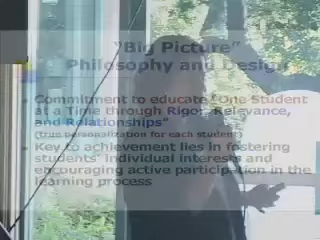 "Big Picture"
Philosophy and Design
Commitment to educate "One Student
at a Time through Rigor, Relevance,
and Relationships"
(true personalization for each student)
Key to achievement lies in fostering
students' individual interests and
encouraging active participation in the
learning process